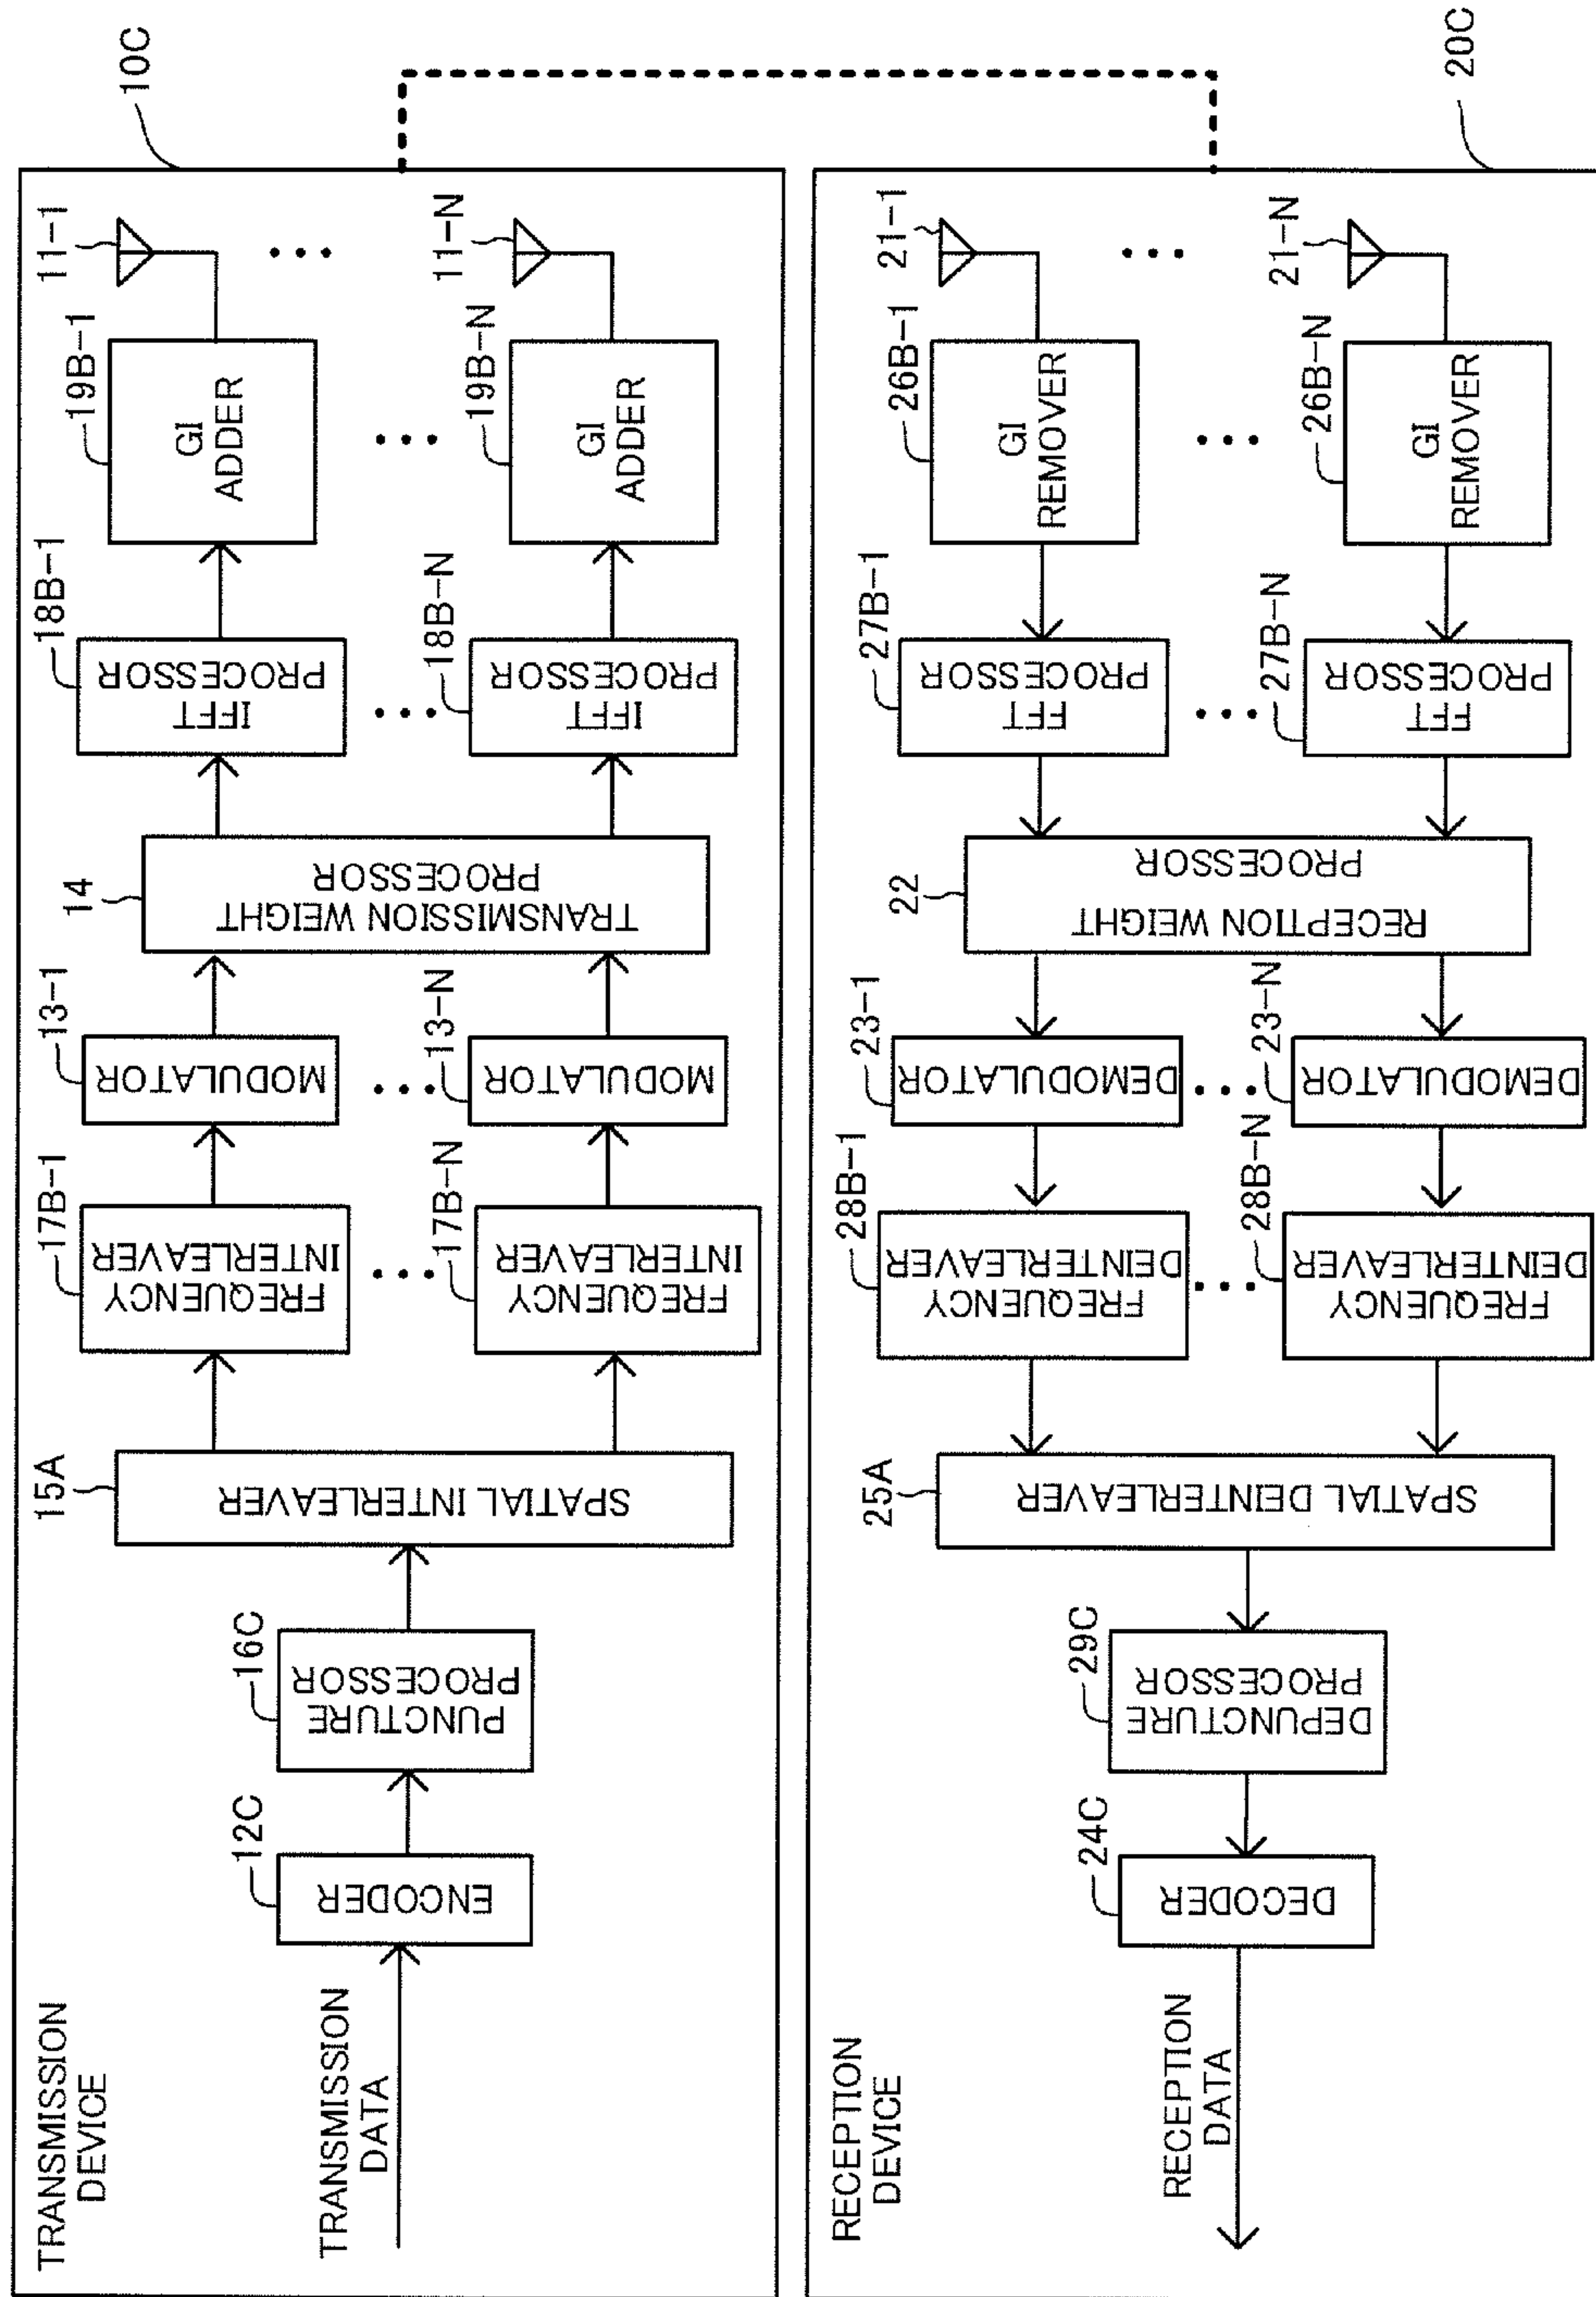 TRANSMISSION
DEVICE
10C
TRANSMISSION
DATA
12C
ENCODER
16C
PUNCTURE
PROCESSOR
15A
SPATIAL INTERLEAVER
17B-1
FREQUENCY
INTERLEAVER
13-1
MODULATOR
14
TRANSMISSION WEIGHT
PROCESSOR
18B-1
IFFT
PROCESSOR
19B-1
GI
ADDER
11-1
17B-N
FREQUENCY
INTERLEAVER
13-N
MODULATOR
18B-N
IFFT
PROCESSOR
19B-N
GI
ADDER
11-N
RECEPTION
DEVICE
20C
RECEPTION
DATA
24C
DECODER
29C
DEPUNCTURE
PROCESSOR
25A
SPATIAL DEINTERLEAVER
28B-1
FREQUENCY
DEINTERLEAVER
23-1
DEMODULATOR
22
RECEPTION WEIGHT
PROCESSOR
27B-1
FFT
PROCESSOR
26B-1
GI
REMOVER
21-1
28B-N
FREQUENCY
DEINTERLEAVER
23-N
DEMODULATOR
27B-N
FFT
PROCESSOR
26B-N
GI
REMOVER
21-N